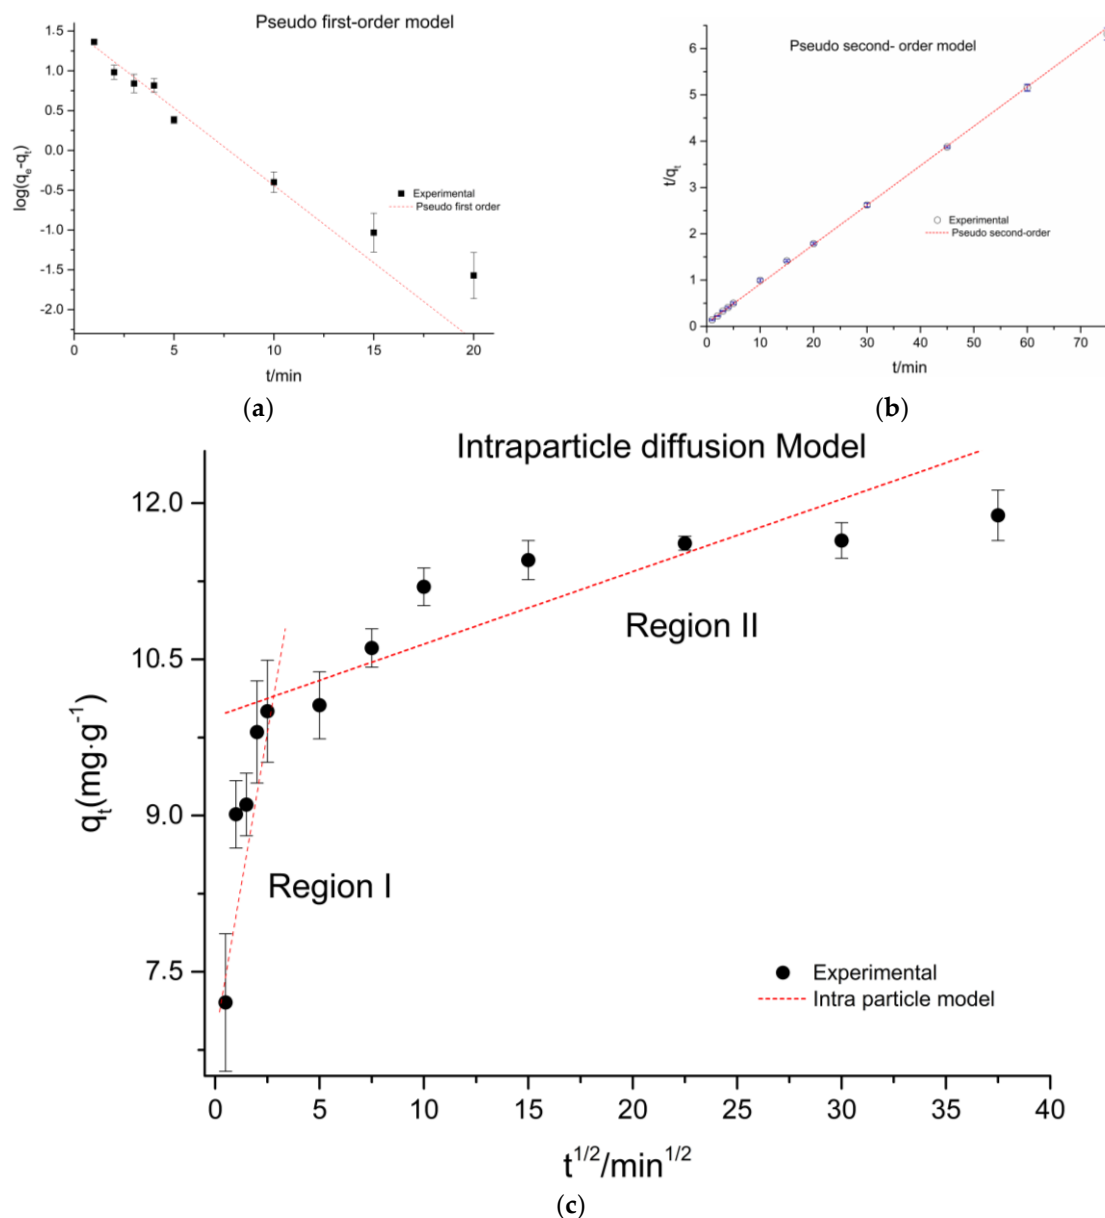 Pseudo first-order model
1.5
1.0
0.5
0.0
-0.5
-1.0
-1.5
-2.0
log(qₑ-qₜ)
Experimental
Pseudo first order
0 5 10 15 20
t/min
(a)
Pseudo second- order model
6
5
4
3
2
1
0
t/qₜ
Experimental
Pseudo second-order
0 10 20 30 40 50 60 70
t/min
(b)
Intraparticle diffusion Model
12.0
10.5
9.0
7.5
qₜ(mg·g⁻¹)
Region II
Region I
Experimental
Intra particle model
0 5 10 15 20 25 30 35 40
t¹/²/min¹/²
(c)